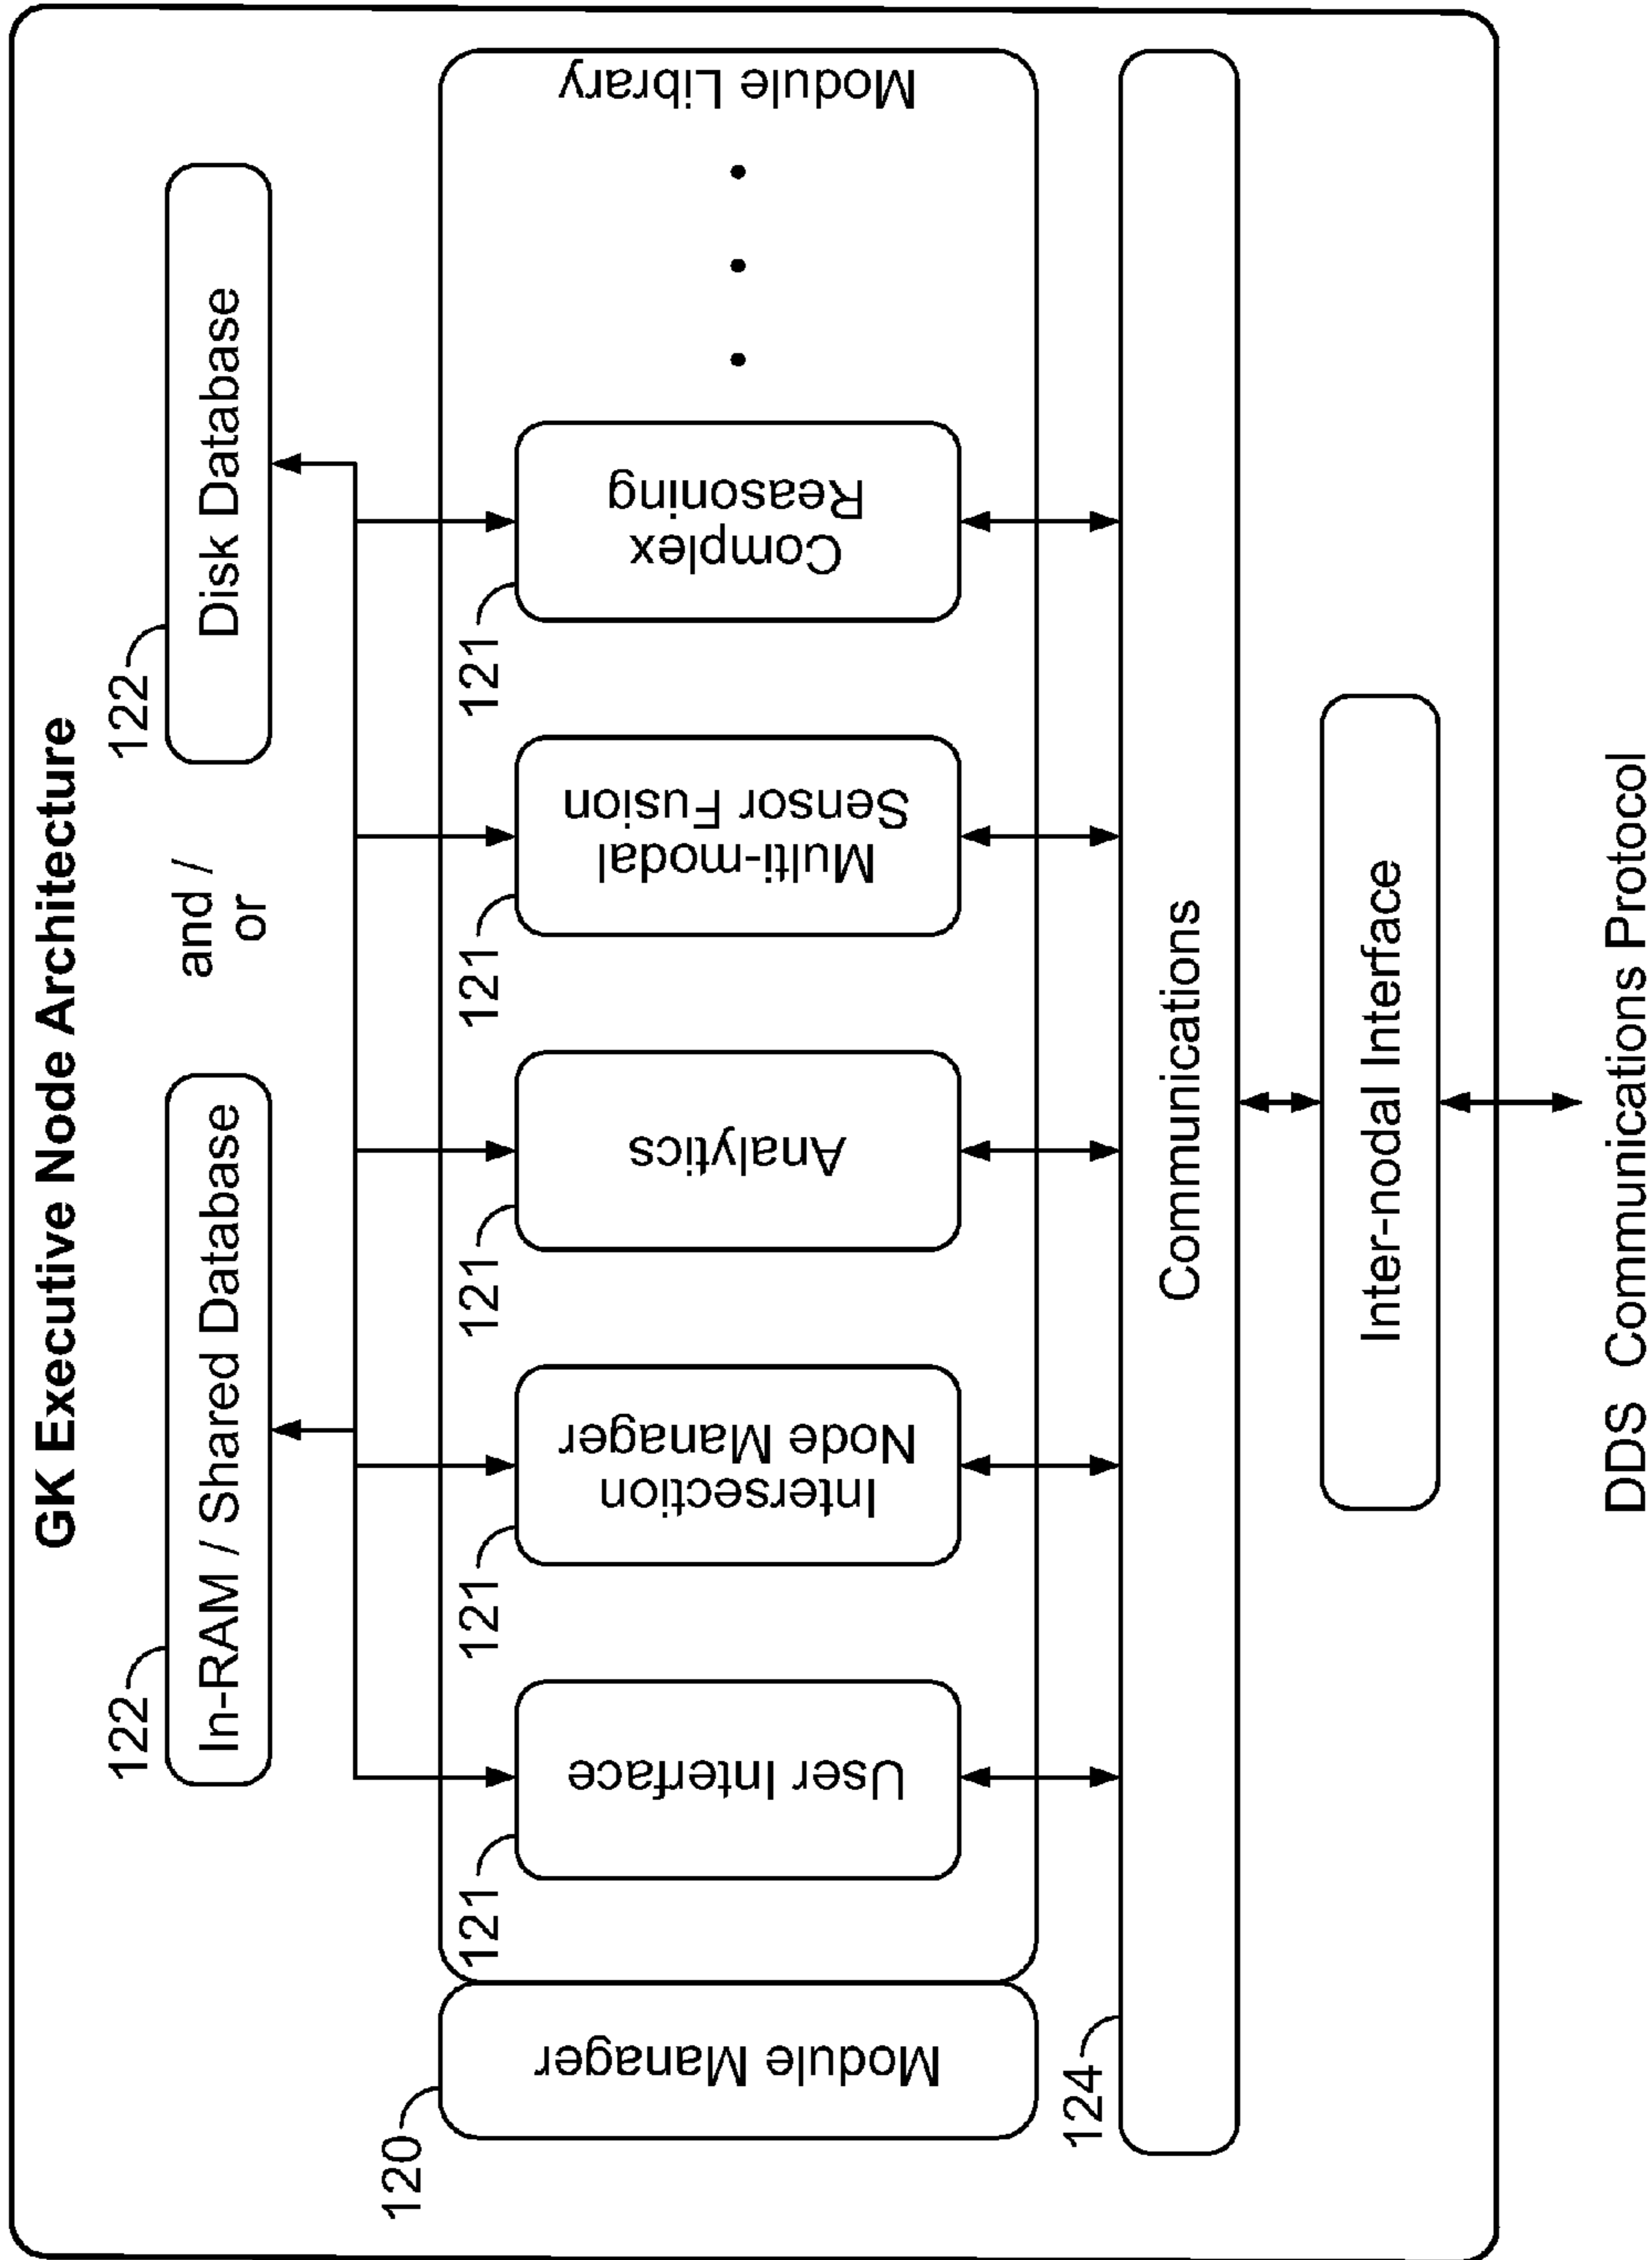 GK Executive Node Architecture
122
In-RAM / Shared Database
and /
or
122
Disk Database
120
Module Manager
121
User Interface
121
Intersection
Node Manager
121
Analytics
121
Multi-modal
Sensor Fusion
121
Complex
Reasoning
Module Library
124
Communications
Inter-nodal Interface
DDS Communications Protocol